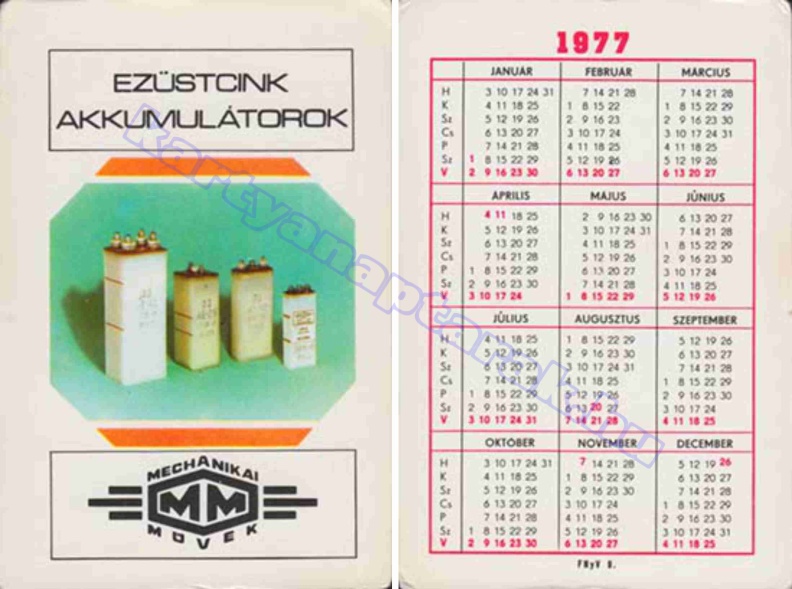 EZÜSTCINK
AKKUMULÁTOROK
MECHANIKAI
MM
MŰVEK
kartyanaptarok.hu
1977
JANUÁR FEBRUÁR MÁRCIUS
H 3 10 17 24 31 7 14 21 28 7 14 21 28
K 4 11 18 25 1 8 15 22 1 8 15 22 29
Sz 5 12 19 26 2 9 16 23 2 9 16 23 30
Cs 6 13 20 27 3 10 17 24 3 10 17 24 31
P 7 14 21 28 4 11 18 25 4 11 18 25
Sz 1 8 15 22 29 5 12 19 26 5 12 19 26
V 2 9 16 23 30 6 13 20 27 6 13 20 27
ÁPRILIS MÁJUS JÚNIUS
H 4 11 18 25 2 9 16 23 30 6 13 20 27
K 5 12 19 26 3 10 17 24 31 7 14 21 28
Sz 6 13 20 27 4 11 18 25 1 8 15 22 29
Cs 7 14 21 28 5 12 19 26 2 9 16 23 30
P 1 8 15 22 29 6 13 20 27 3 10 17 24
Sz 2 9 16 23 30 7 14 21 28 4 11 18 25
V 3 10 17 24 1 8 15 22 29 5 12 19 26
JÚLIUS AUGUSZTUS SZEPTEMBER
H 4 11 18 25 1 8 15 22 29 5 12 19 26
K 5 12 19 26 2 9 16 23 30 6 13 20 27
Sz 6 13 20 27 3 10 17 24 31 7 14 21 28
Cs 7 14 21 28 4 11 18 25 1 8 15 22 29
P 1 8 15 22 29 5 12 19 26 2 9 16 23 30
Sz 2 9 16 23 30 6 13 20 27 3 10 17 24
V 3 10 17 24 31 7 14 21 28 4 11 18 25
OKTÓBER NOVEMBER DECEMBER
H 3 10 17 24 31 7 14 21 28 5 12 19 26
K 4 11 18 25 1 8 15 22 29 6 13 20 27
Sz 5 12 19 26 2 9 16 23 30 7 14 21 28
Cs 6 13 20 27 3 10 17 24 1 8 15 22 29
P 7 14 21 28 4 11 18 25 2 9 16 23 30
Sz 1 8 15 22 29 5 12 19 26 3 10 17 24 31
V 2 9 16 23 30 6 13 20 27 4 11 18 25
FNyV 8.